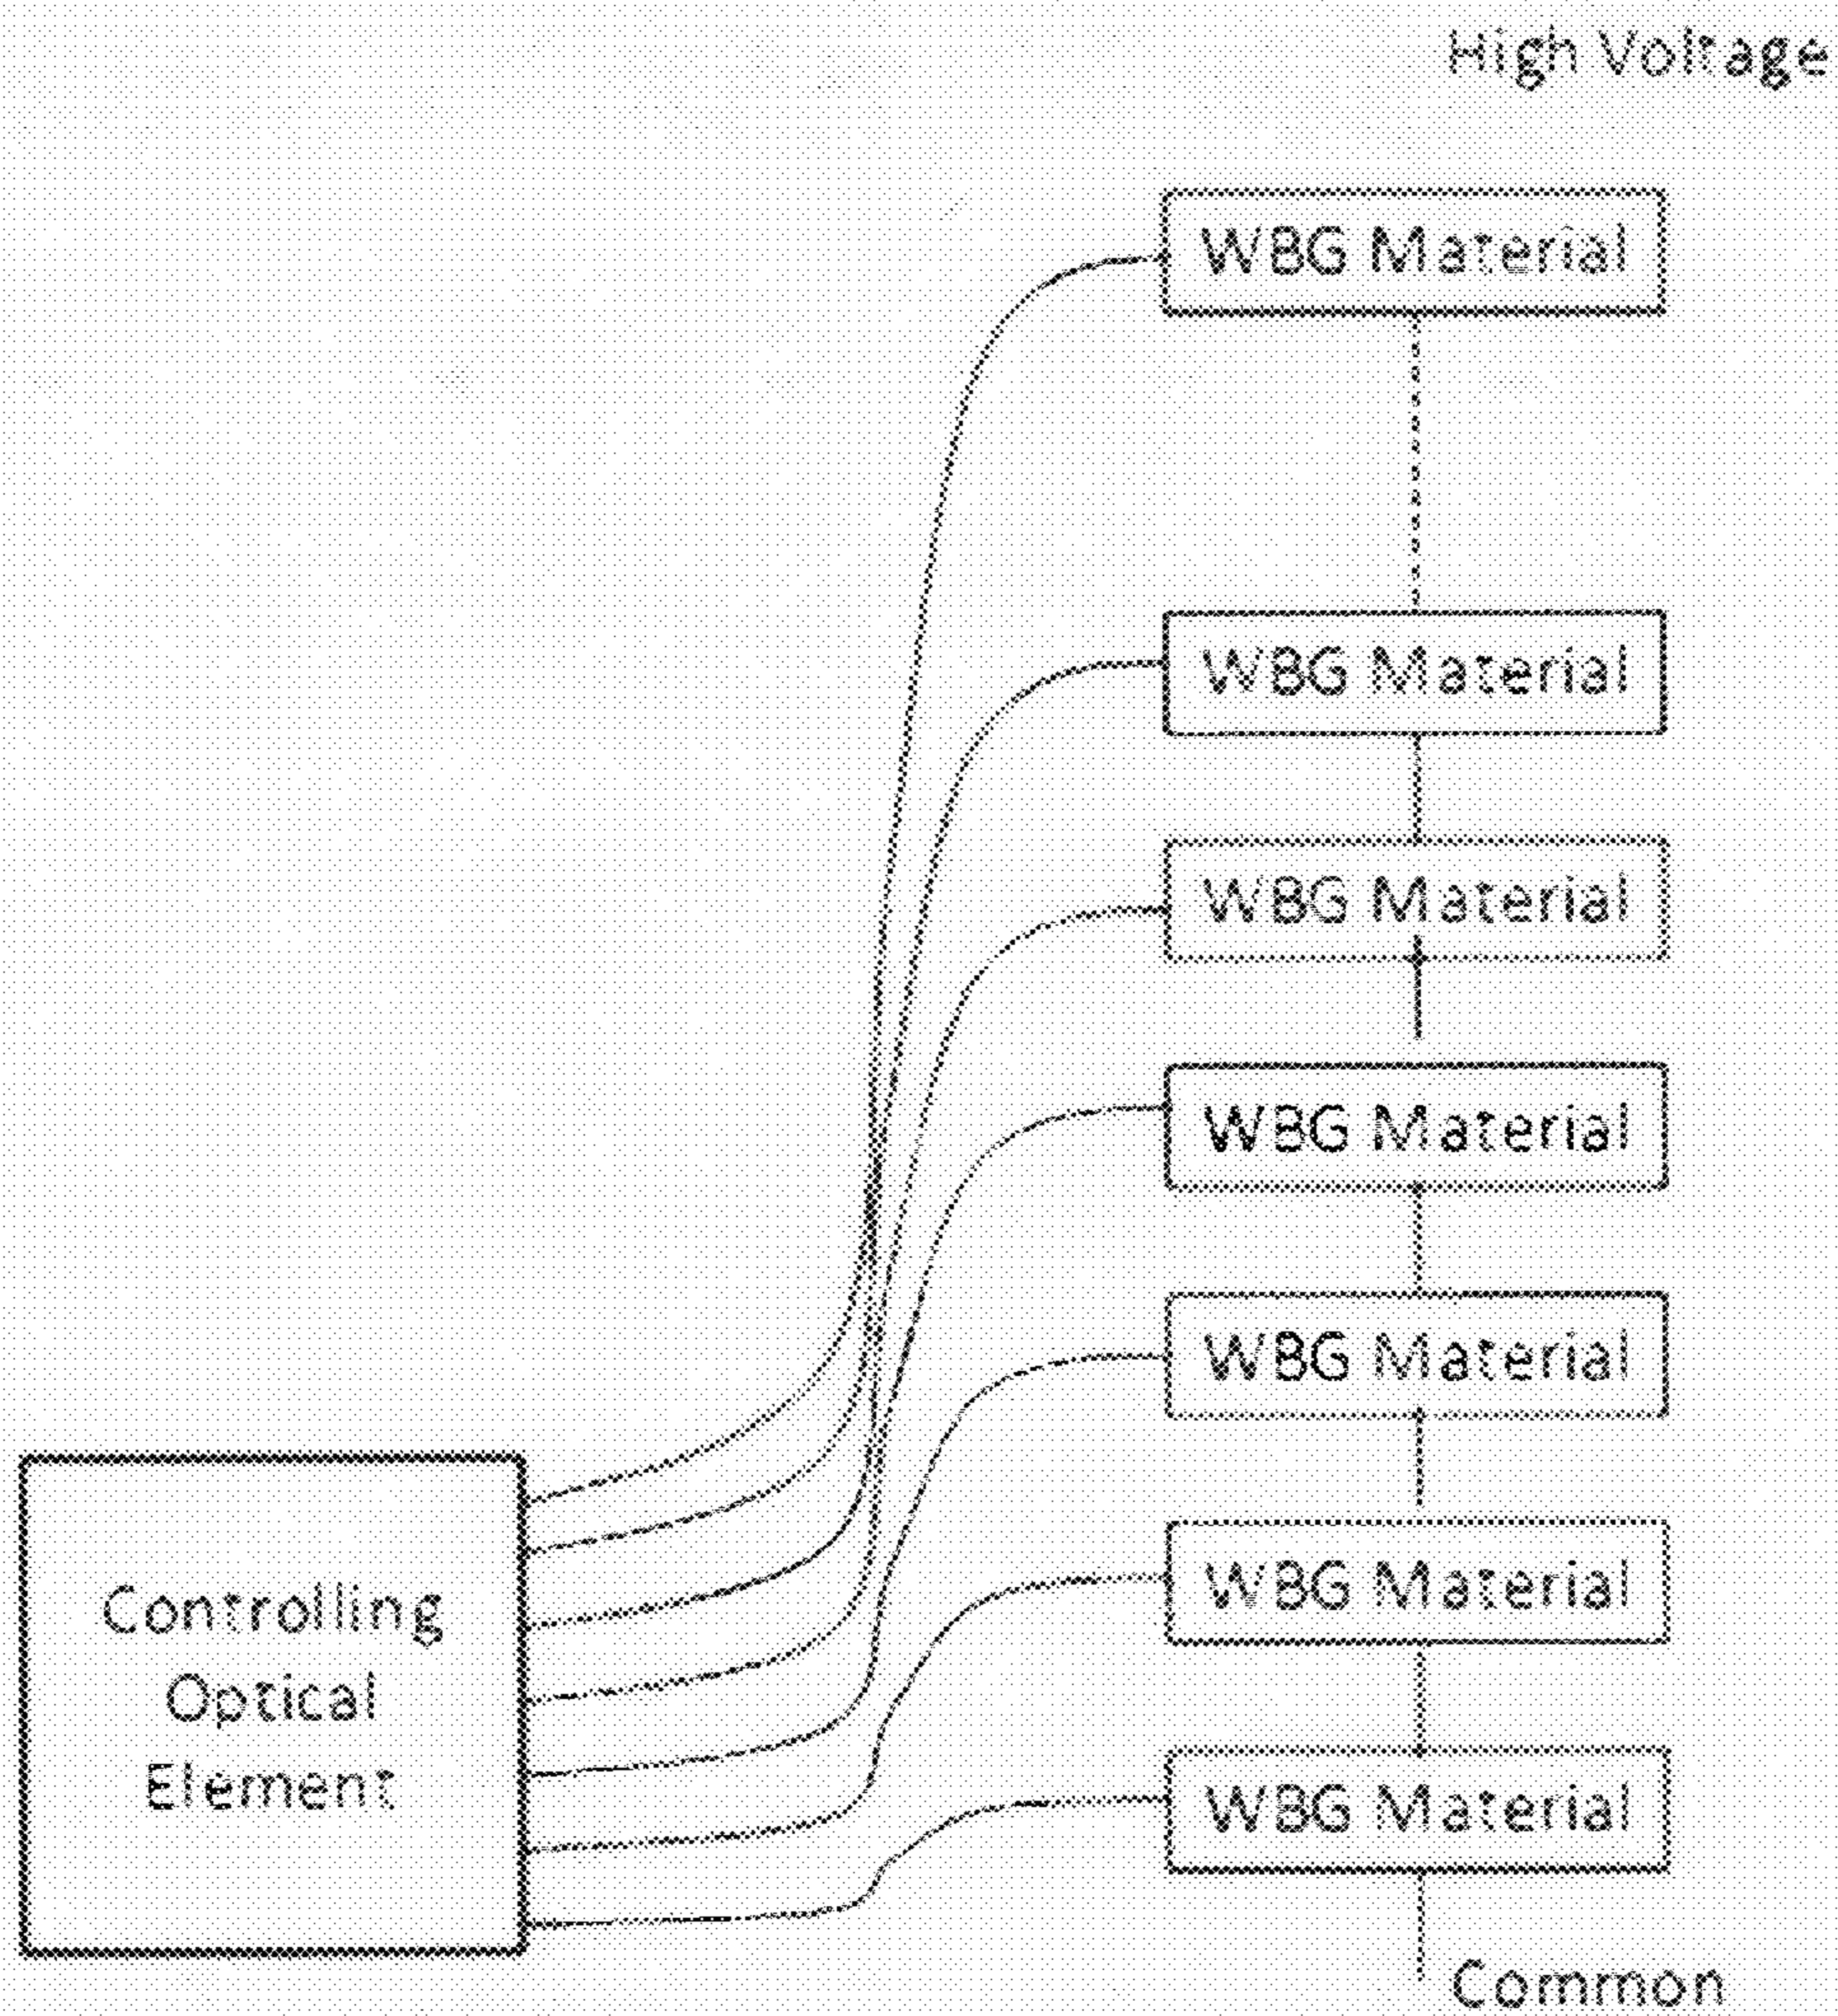 High Voltage
WBG Material
WBG Material
WBG Material
WBG Material
WBG Material
WBG Material
WBG Material
Controlling
Optical
Element
Common